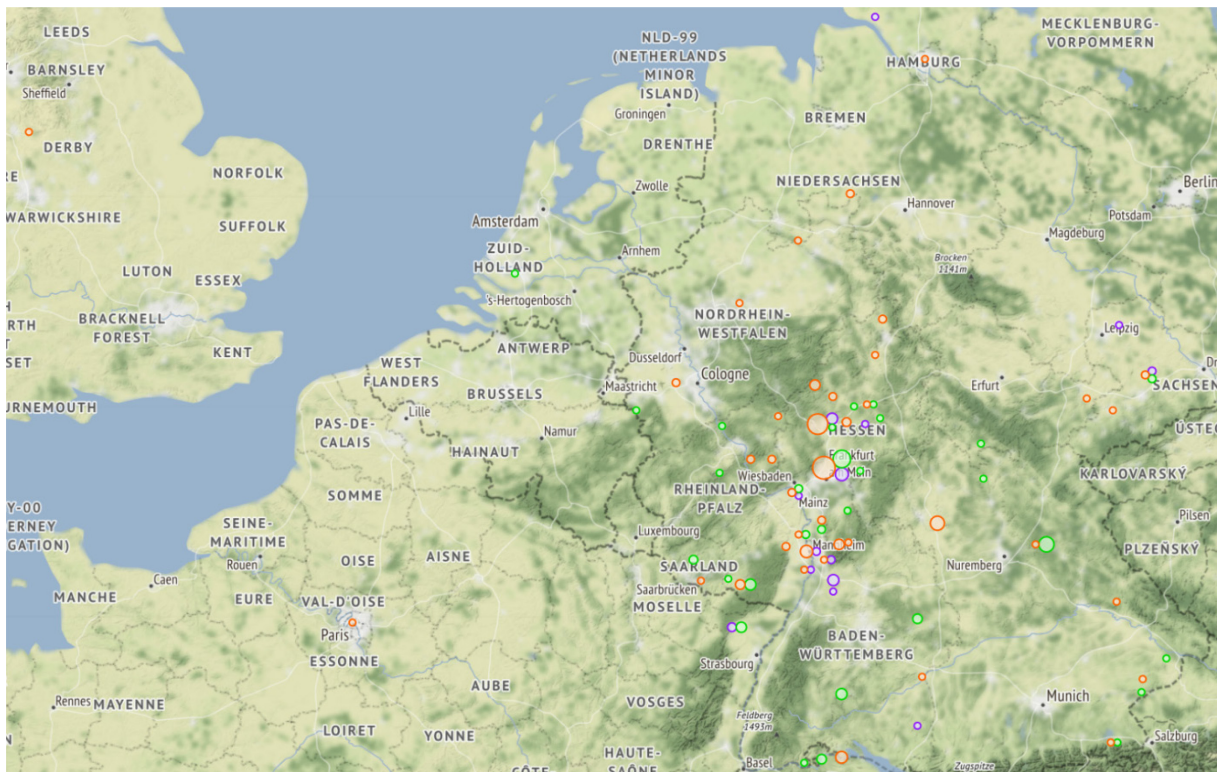 LEEDS
BARNSLEY
Sheffield
DERBY
NORFOLK
WARWICKSHIRE
SUFFOLK
LUTON
ESSEX
BRACKNELL
FOREST
KENT
URNEMOUTH
NLD-99
(NETHERLANDS
MINOR
ISLAND)
Groningen
DRENTHE
Zwolle
Amsterdam
ZUID-
HOLLAND
Arnhem
's-Hertogenbosch
ANTWERP
WEST
FLANDERS
BRUSSELS
Maastricht
Lille
PAS-DE-
CALAIS
Namur
HAINAUT
SOMME
SEINE-
MARITIME
Rouen
OISE
AISNE
Caen
MANCHE
EURE
VAL-D'OISE
Paris
ESSONNE
Rennes
MAYENNE
AUBE
LOIRET
YONNE
VOSGES
HAUTE-
SAÔNE
CÔTE
Y-00
ERNEY
GATION)
RE
RTH
SET
MECKLENBURG-
VORPOMMERN
HAMBURG
BREMEN
NIEDERSACHSEN
Hannover
Berlin
Potsdam
Magdeburg
Brocken
1141m
NORDRHEIN-
WESTFALEN
Düsseldorf
Cologne
Leipzig
Erfurt
SACHSEN
HESSEN
Frankfurt
am Main
Wiesbaden
Mainz
RHEINLAND-
PFALZ
Luxembourg
SAARLAND
Saarbrücken
MOSELLE
Mannheim
Nuremberg
KARLOVARSKÝ
Pilsen
PLZEŇSKÝ
ÚSTEC
BADEN-
WÜRTTEMBERG
Strasbourg
Feldberg
1493m
Basel
Munich
Salzburg
Zugspitze